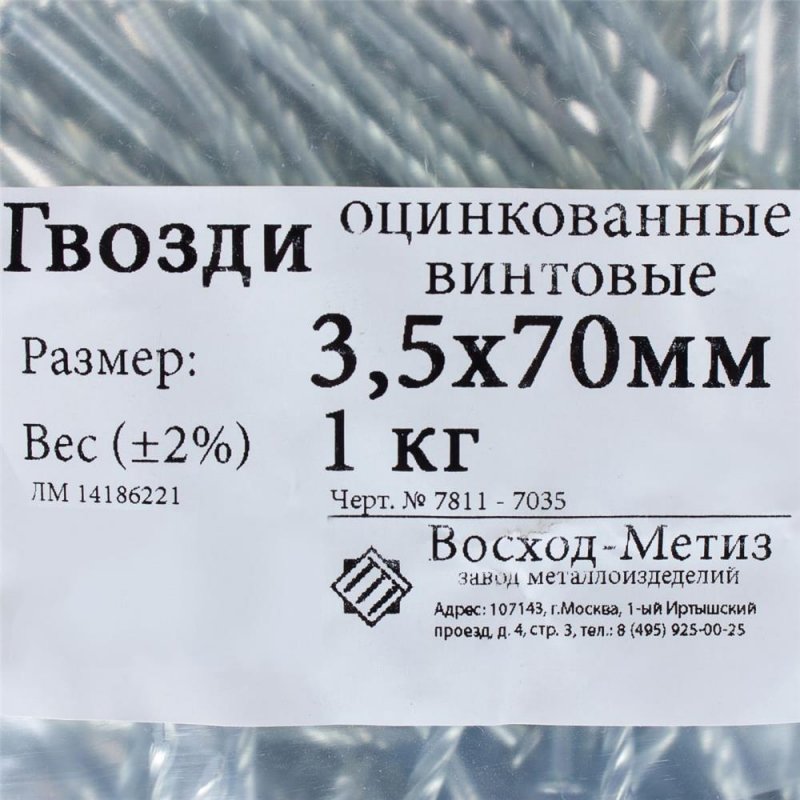 Гвозди оцинкованные
винтовые
Размер: 3,5х70мм
Вес (±2%) 1 кг
ЛМ 14186221
Черт. № 7811 - 7035
Восход-Метиз
завод металлоизделелий
Адрес: 107143, г.Москва, 1-ый Иртышский
проезд, д. 4, стр. 3, тел.: 8 (495) 925-00-25